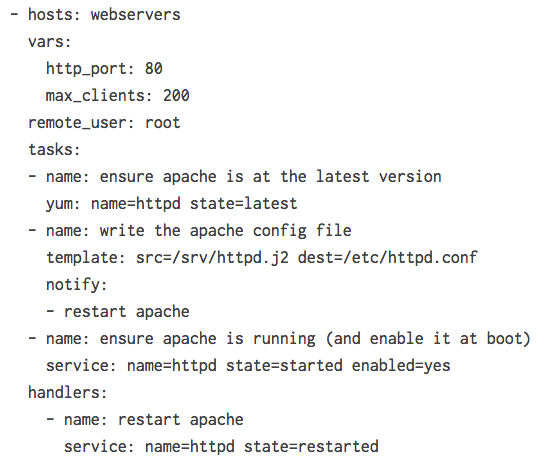 - hosts: webservers
  vars:
    http_port: 80
    max_clients: 200
  remote_user: root
  tasks:
  - name: ensure apache is at the latest version
    yum: name=httpd state=latest
  - name: write the apache config file
    template: src=/srv/httpd.j2 dest=/etc/httpd.conf
    notify:
    - restart apache
  - name: ensure apache is running (and enable it at boot)
    service: name=httpd state=started enabled=yes
  handlers:
    - name: restart apache
      service: name=httpd state=restarted